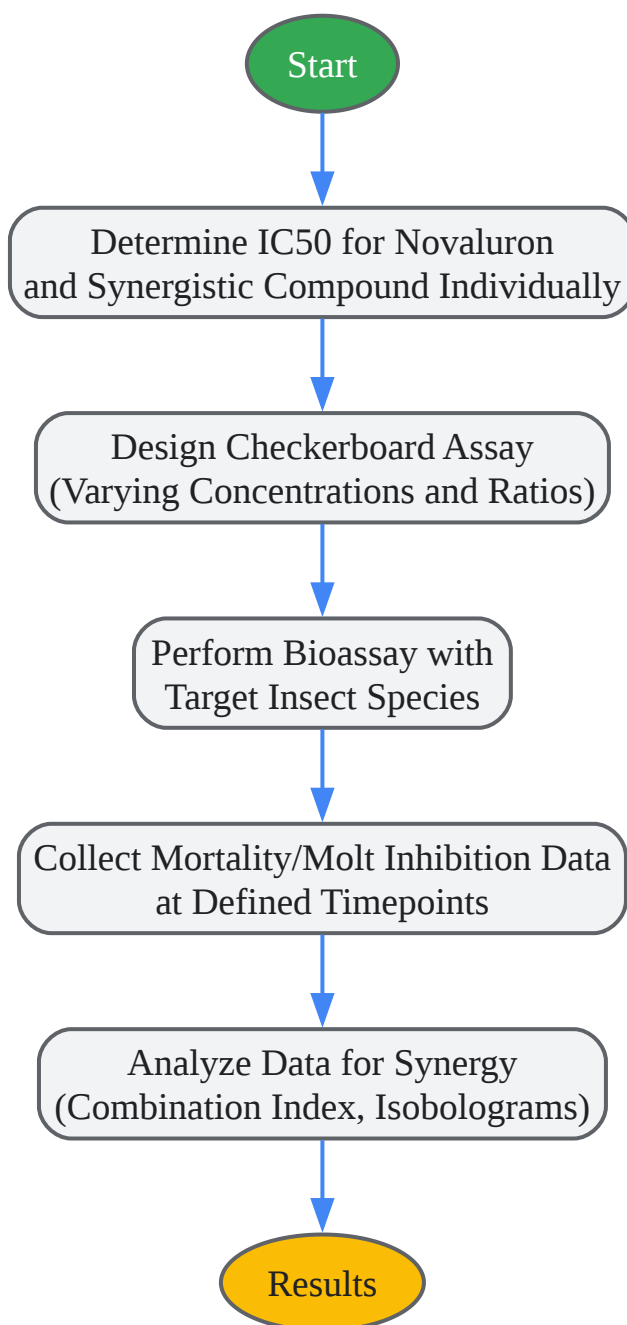 Start
Determine IC50 for Novaluron
and Synergistic Compound Individually
Design Checkerboard Assay
(Varying Concentrations and Ratios)
Perform Bioassay with
Target Insect Species
Collect Mortality/Molt Inhibition Data
at Defined Timepoints
Analyze Data for Synergy
(Combination Index, Isobolograms)
Results